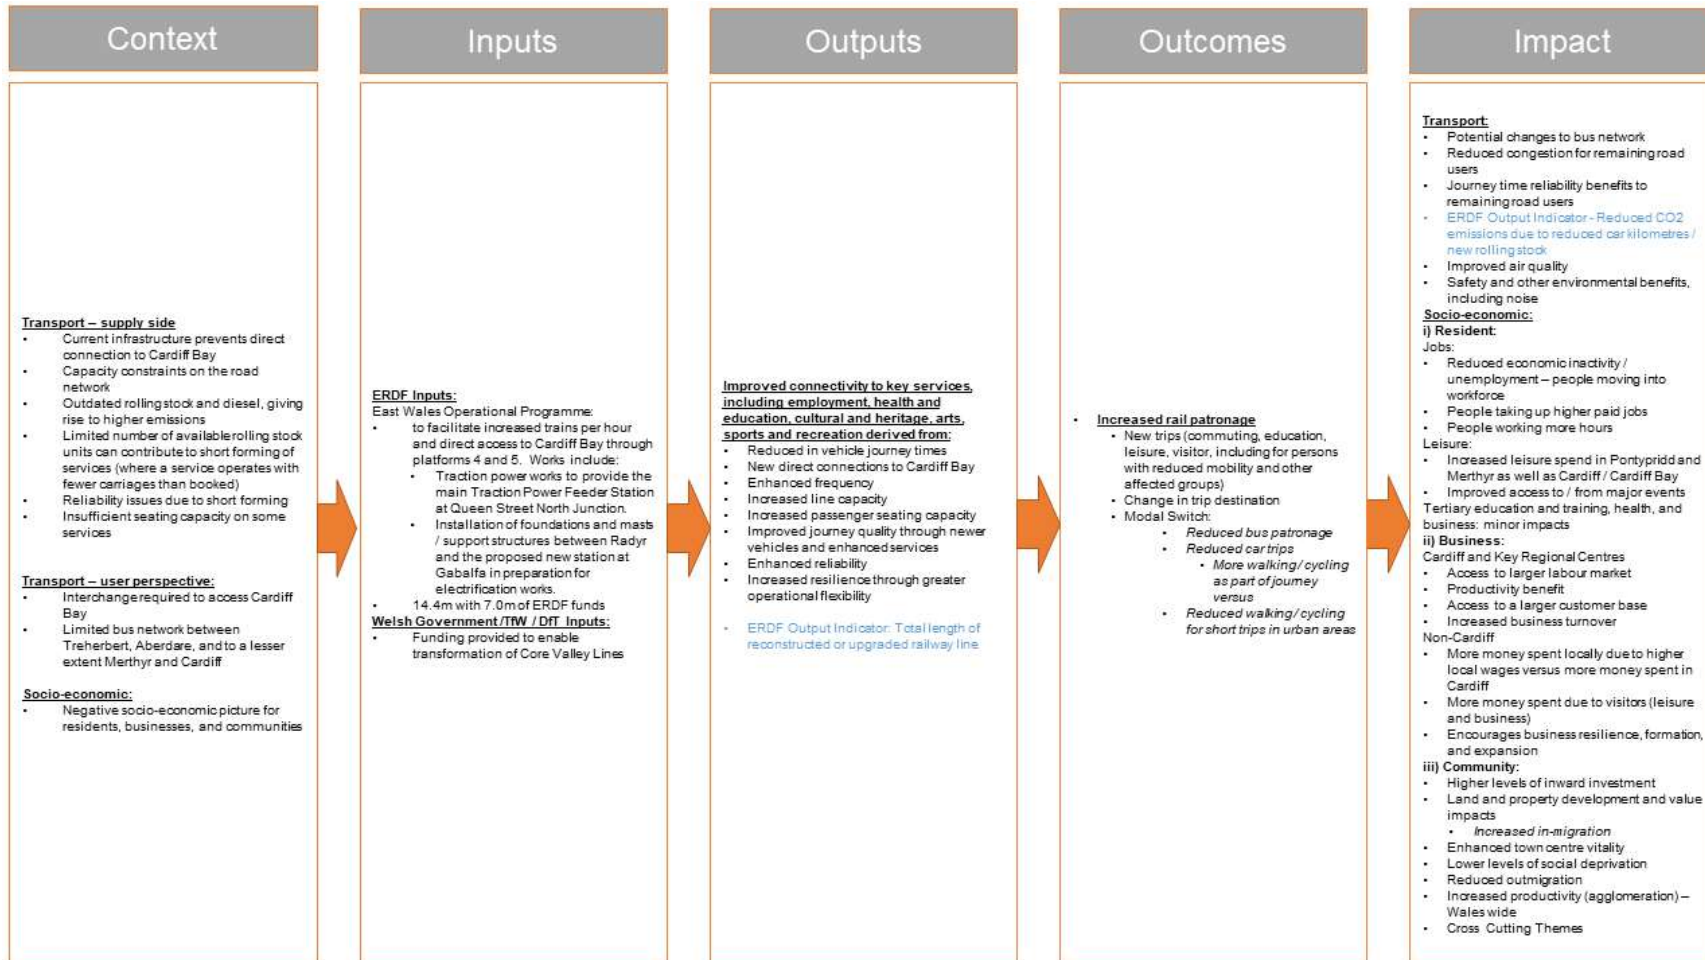 Context
Inputs
Outputs
Outcomes
Impact
Transport – supply side
• Current infrastructure prevents direct
connection to Cardiff Bay
• Capacity constraints on the road
network
• Outdated rolling stock and diesel, giving
rise to higher emissions
• Limited number of available rolling stock
units can contribute to short forming of
services (where a service operates with
fewer carriages than booked)
• Reliability issues due to short forming
• Insufficient seating capacity on some
services
Transport – user perspective:
• Interchange required to access Cardiff
Bay
• Limited bus network between
Treherbert, Aberdare, and to a lesser
extent Merthyr and Cardiff
Socio-economic:
• Negative socio-economic picture for
residents, businesses, and communities
ERDF Inputs:
East Wales Operational Programme:
• to facilitate increased trains per hour
and direct access to Cardiff Bay through
platforms 4 and 5. Works include:
• Traction power works to provide the
main Traction Power Feeder Station
at Queen Street North Junction.
• Installation of foundations and masts
/ support structures between Radyr
and the proposed new station at
Gabalfa in preparation for
electrification works.
• 14.4m with 7.0m of ERDF funds
Welsh Government /TfW / DfT Inputs:
• Funding provided to enable
transformation of Core Valley Lines
Improved connectivity to key services,
including employment, health and
education, cultural and heritage, arts,
sports and recreation derived from:
• Reduced in vehicle journey times
• New direct connections to Cardiff Bay
• Enhanced frequency
• Increased line capacity
• Increased passenger seating capacity
• Improved journey quality through newer
vehicles and enhanced services
• Enhanced reliability
• Increased resilience through greater
operational flexibility
• ERDF Output Indicator: Total length of
reconstructed or upgraded railway line
• Increased rail patronage
• New trips (commuting, education,
leisure, visitor, including for persons
with reduced mobility and other
affected groups)
• Change in trip destination
• Modal Switch:
• Reduced bus patronage
• Reduced car trips
• More walking/ cycling
as part of journey
versus
• Reduced walking/ cycling
for short trips in urban areas
Transport:
• Potential changes to bus network
• Reduced congestion for remaining road
users
• Journey time reliability benefits to
remaining road users
• ERDF Output Indicator - Reduced CO2
emissions due to reduced car kilometres /
new rolling stock
• Improved air quality
• Safety and other environmental benefits,
including noise
Socio-economic:
i) Resident:
Jobs:
• Reduced economic inactivity /
unemployment – people moving into
workforce
• People taking up higher paid jobs
• People working more hours
Leisure:
• Increased leisure spend in Pontypridd and
Merthyr as well as Cardiff / Cardiff Bay
• Improved access to / from major events
Tertiary education and training, health, and
business: minor impacts
ii) Business:
Cardiff and Key Regional Centres
• Access to larger labour market
• Productivity benefit
• Access to a larger customer base
• Increased business turnover
Non-Cardiff
• More money spent locally due to higher
local wages versus more money spent in
Cardiff
• More money spent due to visitors (leisure
and business)
• Encourages business resilience, formation,
and expansion
iii) Community:
• Higher levels of inward investment
• Land and property development and value
impacts
• Increased in-migration
• Enhanced town centre vitality
• Lower levels of social deprivation
• Reduced outmigration
• Increased productivity (agglomeration) –
Wales wide
• Cross Cutting Themes